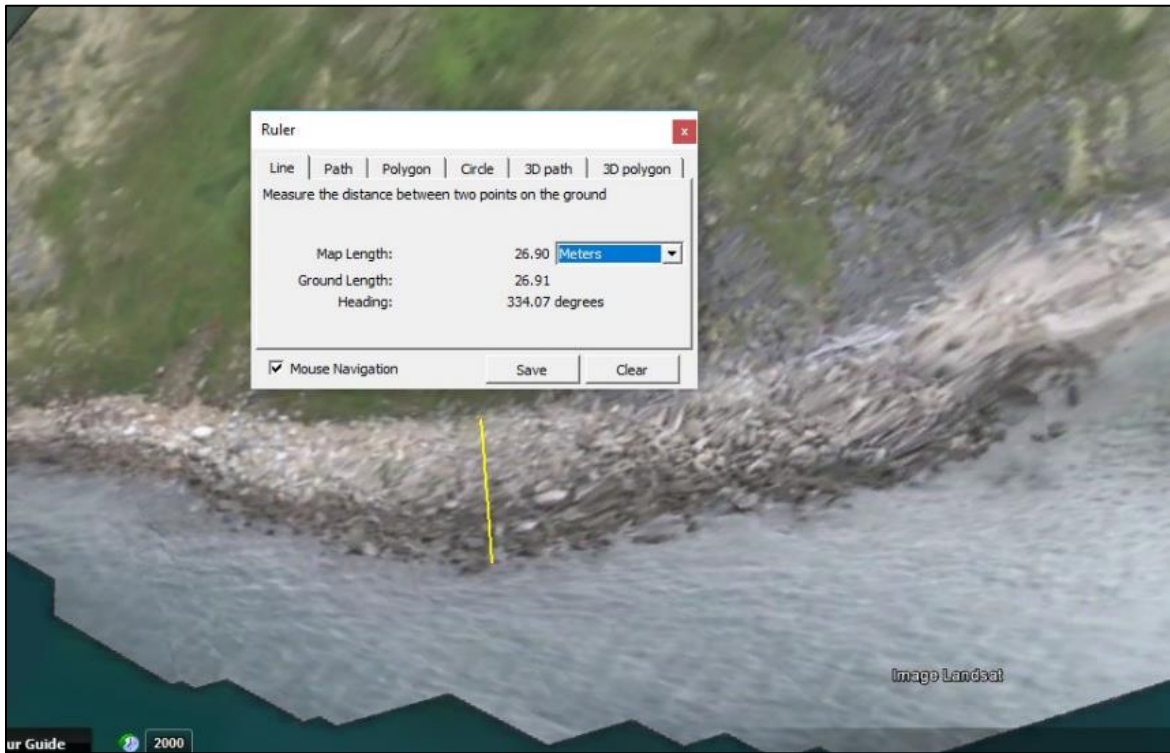 Ruler
Line Path Polygon Circle 3D path 3D polygon
Measure the distance between two points on the ground
Map Length: 26.90 Meters
Ground Length: 26.91
Heading: 334.07 degrees
Mouse Navigation Save Clear
Image Landsat
ur Guide 2000